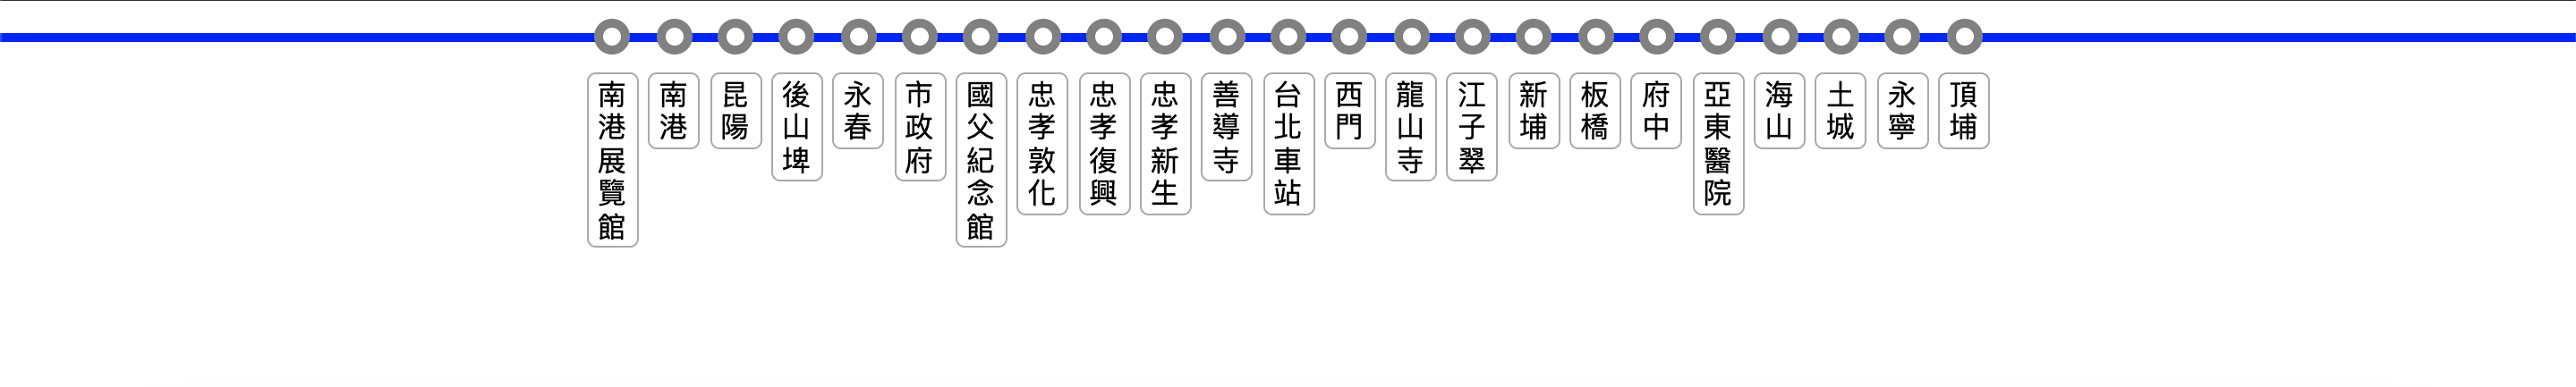 南港展覽館
南港
昆陽
後山埤
永春
市政府
國父紀念館
忠孝敦化
忠孝復興
忠孝新生
善導寺
台北車站
西門
龍山寺
江子翠
新埔
板橋
府中
亞東醫院
海山
土城
永寧
頂埔